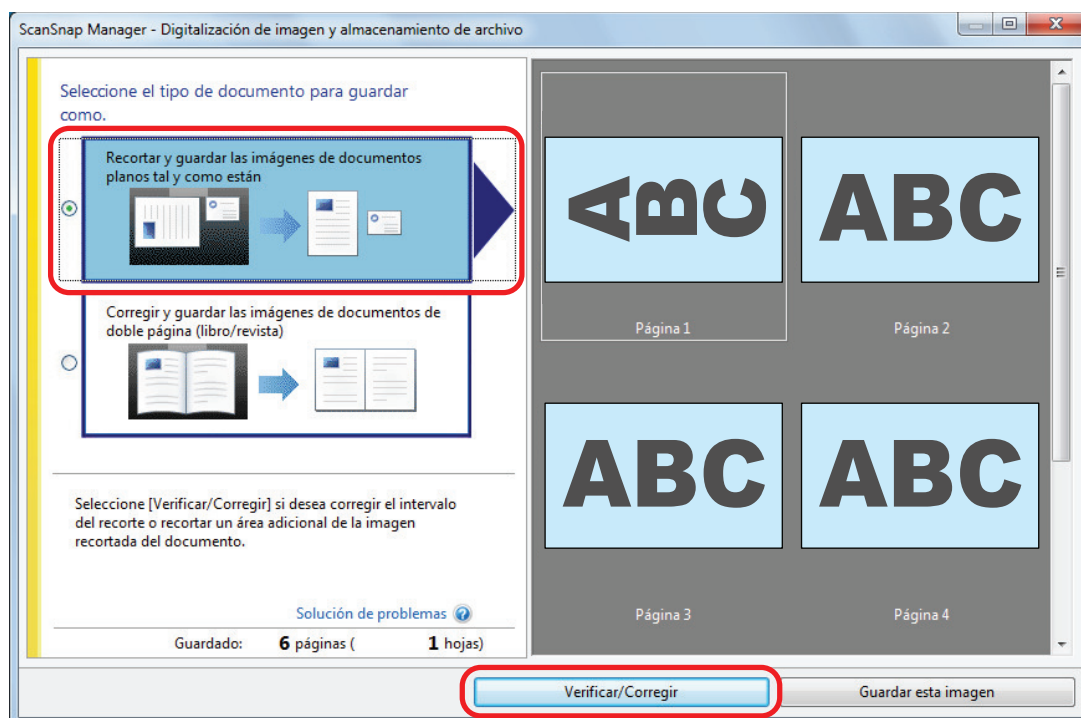 ScanSnap Manager - Digitalización de imagen y almacenamiento de archivo
Seleccione el tipo de documento para guardar
como.
Recortar y guardar las imágenes de documentos
planos tal y como están
Corregir y guardar las imágenes de documentos de
doble página (libro/revista)
Seleccione [Verificar/Corregir] si desea corregir el intervalo
del recorte o recortar un área adicional de la imagen
recortada del documento.
Solución de problemas ?
Guardado: 6 páginas ( 1 hojas)
ABC
Página 1
ABC
Página 2
ABC
Página 3
ABC
Página 4
Verificar/Corregir
Guardar esta imagen